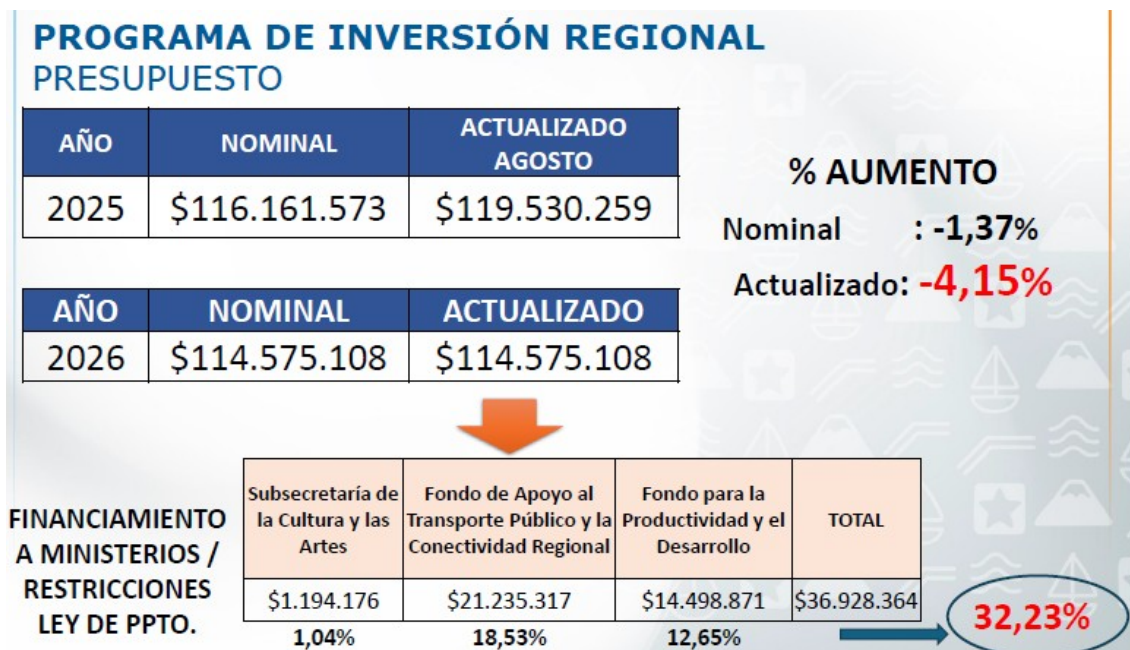 PROGRAMA DE INVERSIÓN REGIONAL
PRESUPUESTO
AÑO NOMINAL ACTUALIZADO AGOSTO
2025 $116.161.573 $119.530.259
% AUMENTO
Nominal : -1,37%
Actualizado: -4,15%
AÑO NOMINAL ACTUALIZADO
2026 $114.575.108 $114.575.108
FINANCIAMIENTO
A MINISTERIOS /
RESTRICCIONES
LEY DE PPTO.
Subsecretaría de
la Cultura y las
Artes
Fondo de Apoyo al
Transporte Público y la
Conectividad Regional
Fondo para la
Productividad y el
Desarrollo
TOTAL
$1.194.176 $21.235.317 $14.498.871 $36.928.364
1,04% 18,53% 12,65% 32,23%